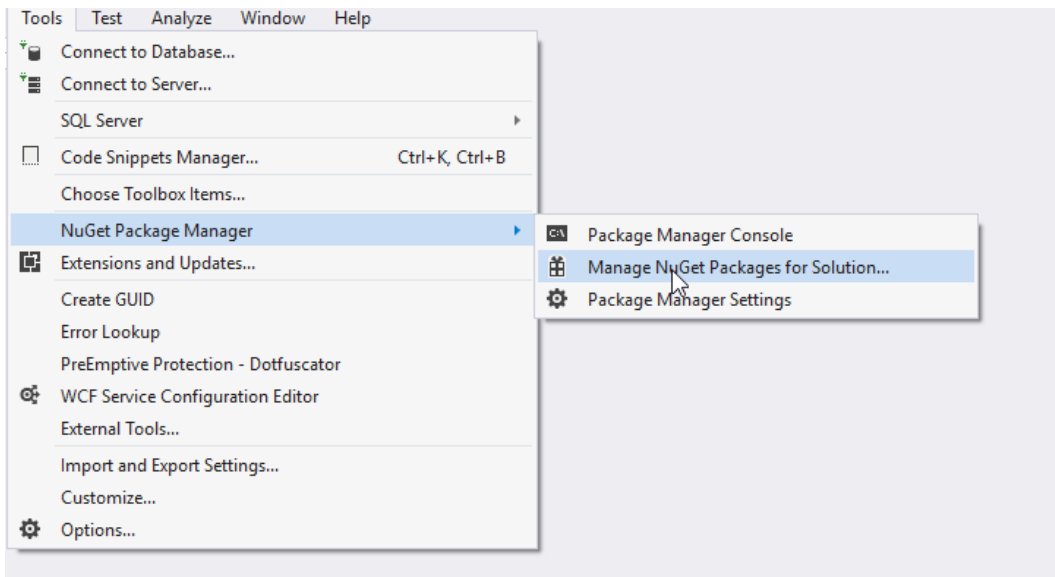 Tools Test Analyze Window Help
Connect to Database...
Connect to Server...
SQL Server
Code Snippets Manager... Ctrl+K, Ctrl+B
Choose Toolbox Items...
NuGet Package Manager
Extensions and Updates...
Create GUID
Error Lookup
PreEmptive Protection - Dotfuscator
WCF Service Configuration Editor
External Tools...
Import and Export Settings...
Customize...
Options...
C:\ Package Manager Console
Manage NuGet Packages for Solution...
Package Manager Settings